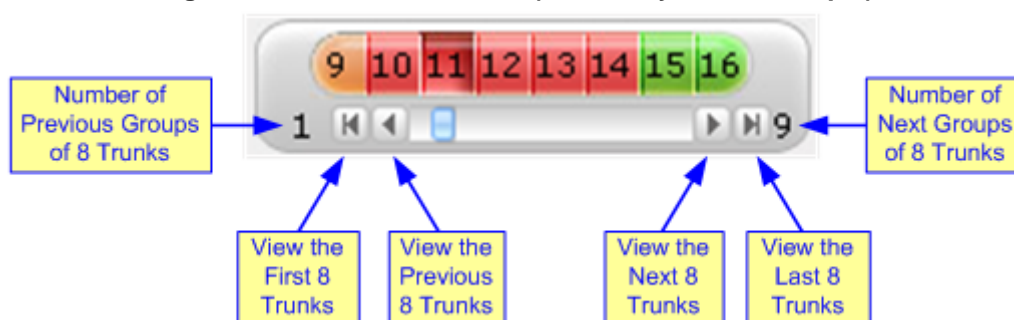 9 10 11 12 13 14 15 16
Number of
Previous Groups
of 8 Trunks
1
9
Number of
Next Groups
of 8 Trunks
View the
First 8
Trunks
View the
Previous
8 Trunks
View the
Next 8
Trunks
View the
Last 8
Trunks